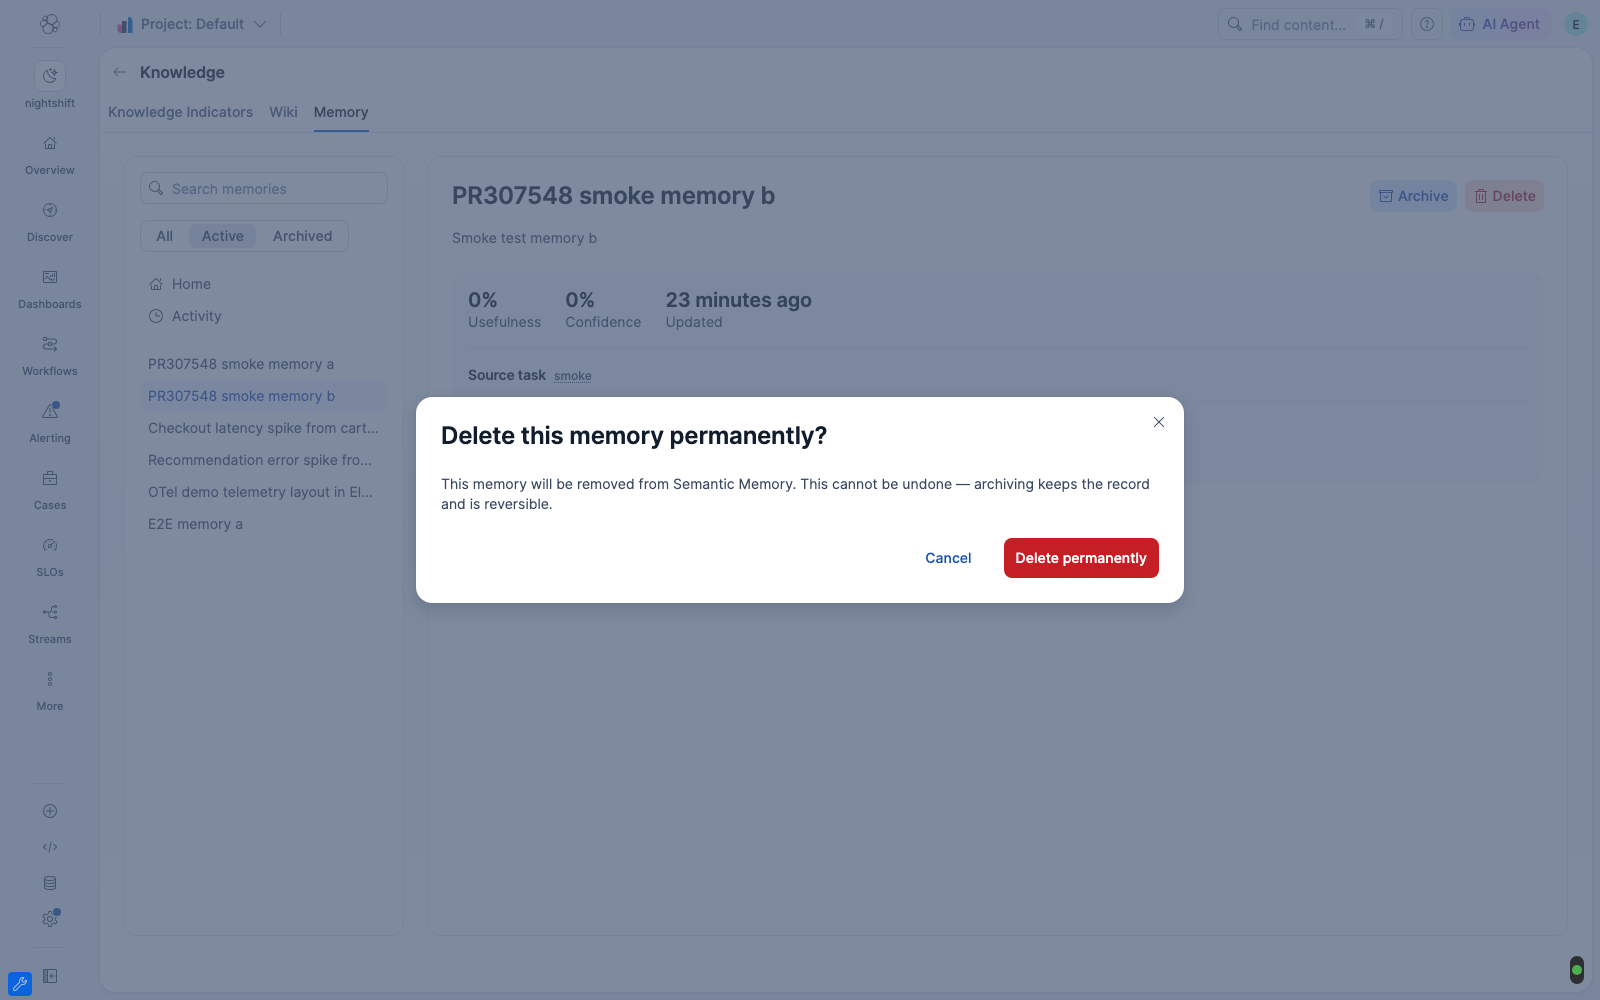 Project: Default
Find content...
⌘ /
AI Agent
E
nightshift
Overview
Discover
Dashboards
Workflows
Alerting
Cases
SLOs
Streams
More
Knowledge
Knowledge Indicators
Wiki
Memory
Search memories
All
Active
Archived
Home
Activity
PR307548 smoke memory a
PR307548 smoke memory b
Checkout latency spike from cart...
Recommendation error spike fro...
OTel demo telemetry layout in El...
E2E memory a
PR307548 smoke memory b
Archive
Delete
Smoke test memory b
0%
Usefulness
0%
Confidence
23 minutes ago
Updated
Source task smoke
Delete this memory permanently?
This memory will be removed from Semantic Memory. This cannot be undone — archiving keeps the record
and is reversible.
Cancel
Delete permanently